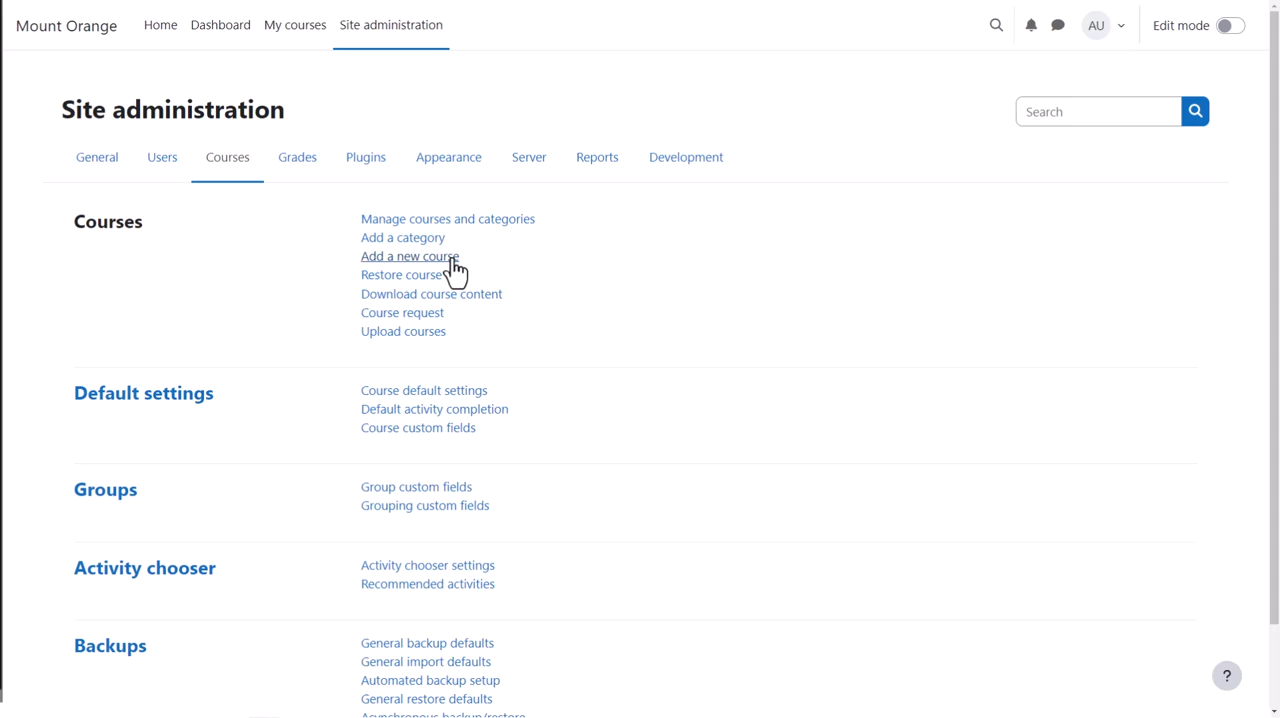 Mount Orange Home Dashboard My courses Site administration AU Edit mode
Site administration
Search
General Users Courses Grades Plugins Appearance Server Reports Development
Courses
Manage courses and categories
Add a category
Add a new course
Restore course
Download course content
Course request
Upload courses
Default settings
Course default settings
Default activity completion
Course custom fields
Groups
Group custom fields
Grouping custom fields
Activity chooser
Activity chooser settings
Recommended activities
Backups
General backup defaults
General import defaults
Automated backup setup
General restore defaults
Asynchronous backup/restore
?